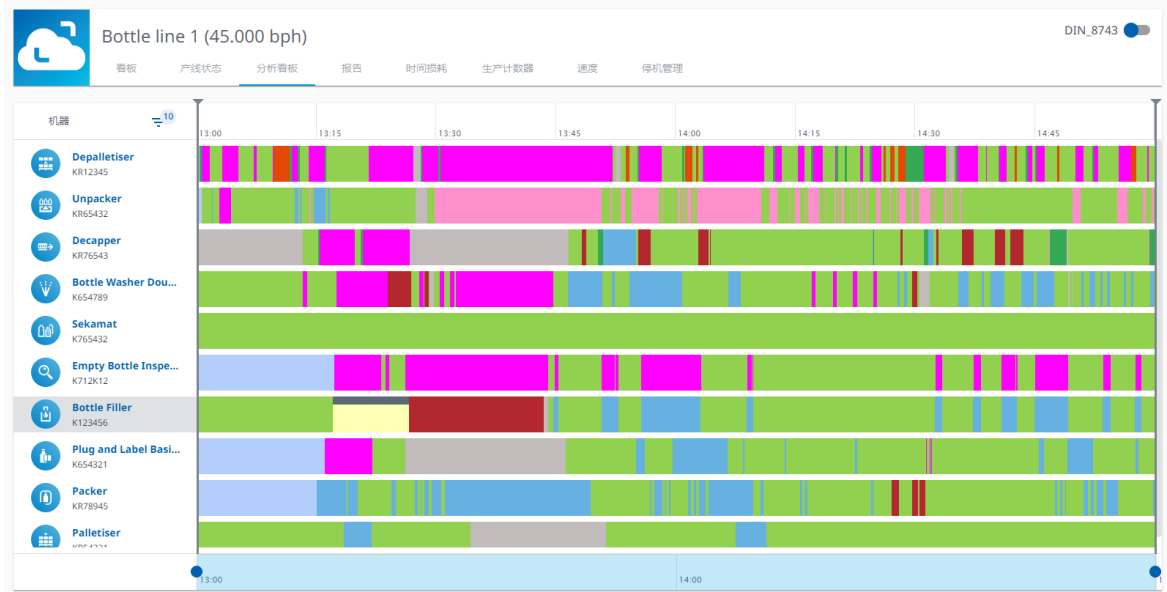 Bottle line 1 (45.000 bph)
DIN_8743
看板
产线状态
分析看板
报告
时间损耗
生产计数器
速度
停机管理
机器
10
13:00
13:15
13:30
13:45
14:00
14:15
14:30
14:45
Depalletiser
KR12345
Unpacker
KR65432
Decapper
KR76543
Bottle Washer Dou...
K654789
Sekamat
K765432
Empty Bottle Inspe...
K712K12
Bottle Filler
K123456
Plug and Label Basi...
K654321
Packer
KR78945
Palletiser
13:00
14:00